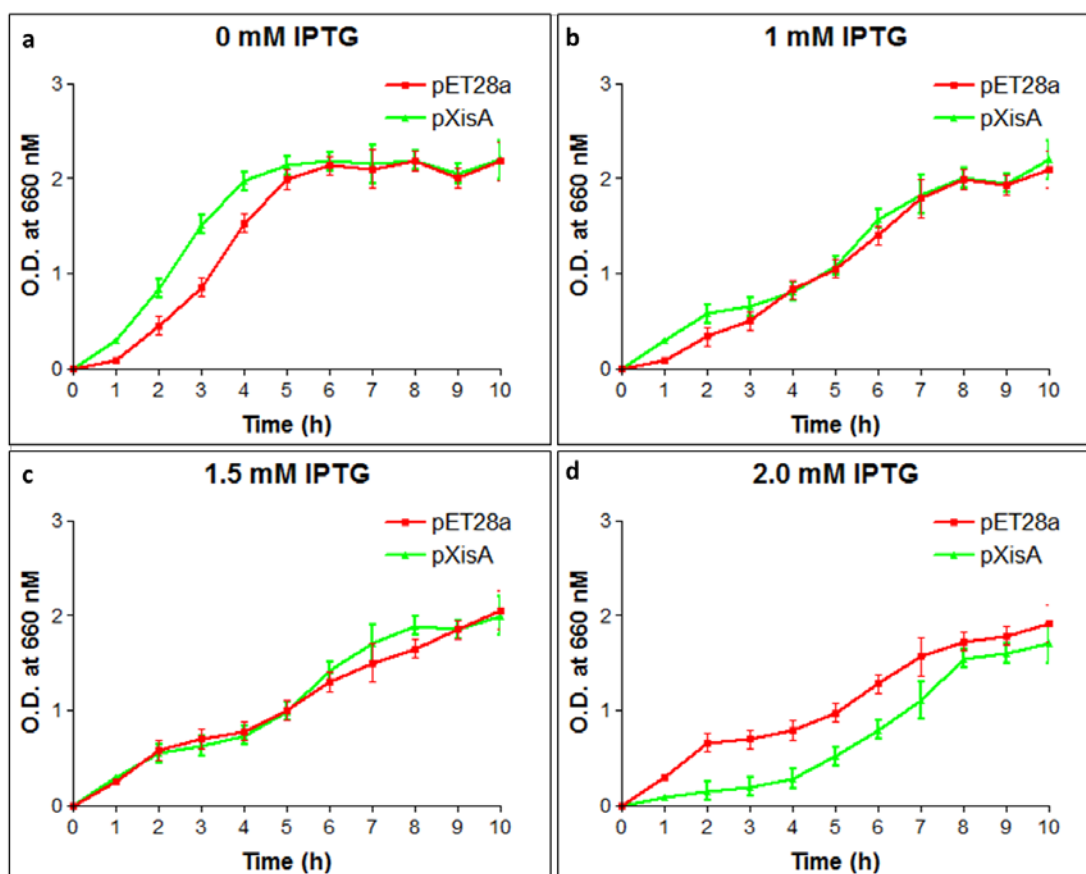 a
0 mM IPTG
pET28a
pXisA
O.D. at 660 nM
3
2
1
0
0 1 2 3 4 5 6 7 8 9 10
Time (h)
b
1 mM IPTG
pET28a
pXisA
O.D. at 660 nM
3
2
1
0
0 1 2 3 4 5 6 7 8 9 10
Time (h)
c
1.5 mM IPTG
pET28a
pXisA
O.D. at 660 nM
3
2
1
0
0 1 2 3 4 5 6 7 8 9 10
Time (h)
d
2.0 mM IPTG
pET28a
pXisA
O.D. at 660 nM
3
2
1
0
0 1 2 3 4 5 6 7 8 9 10
Time (h)